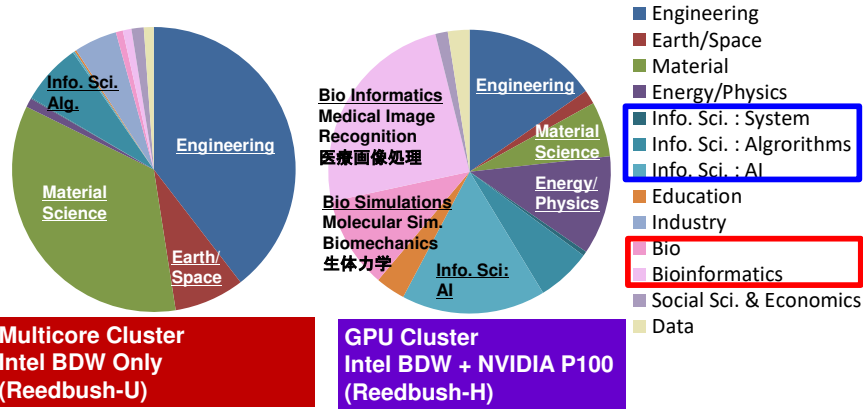 Info. Sci.
Alg.
Engineering
Material
Science
Earth/
Space
Multicore Cluster
Intel BDW Only
(Reedbush-U)
Bio Informatics
Medical Image
Recognition
医療画像処理
Bio Simulations
Molecular Sim.
Biomechanics
生体力学
Engineering
Material
Science
Energy/
Physics
Info. Sci:
AI
GPU Cluster
Intel BDW + NVIDIA P100
(Reedbush-H)
Engineering
Earth/Space
Material
Energy/Physics
Info. Sci. : System
Info. Sci. : Algrorithms
Info. Sci. : AI
Education
Industry
Bio
Bioinformatics
Social Sci. & Economics
Data